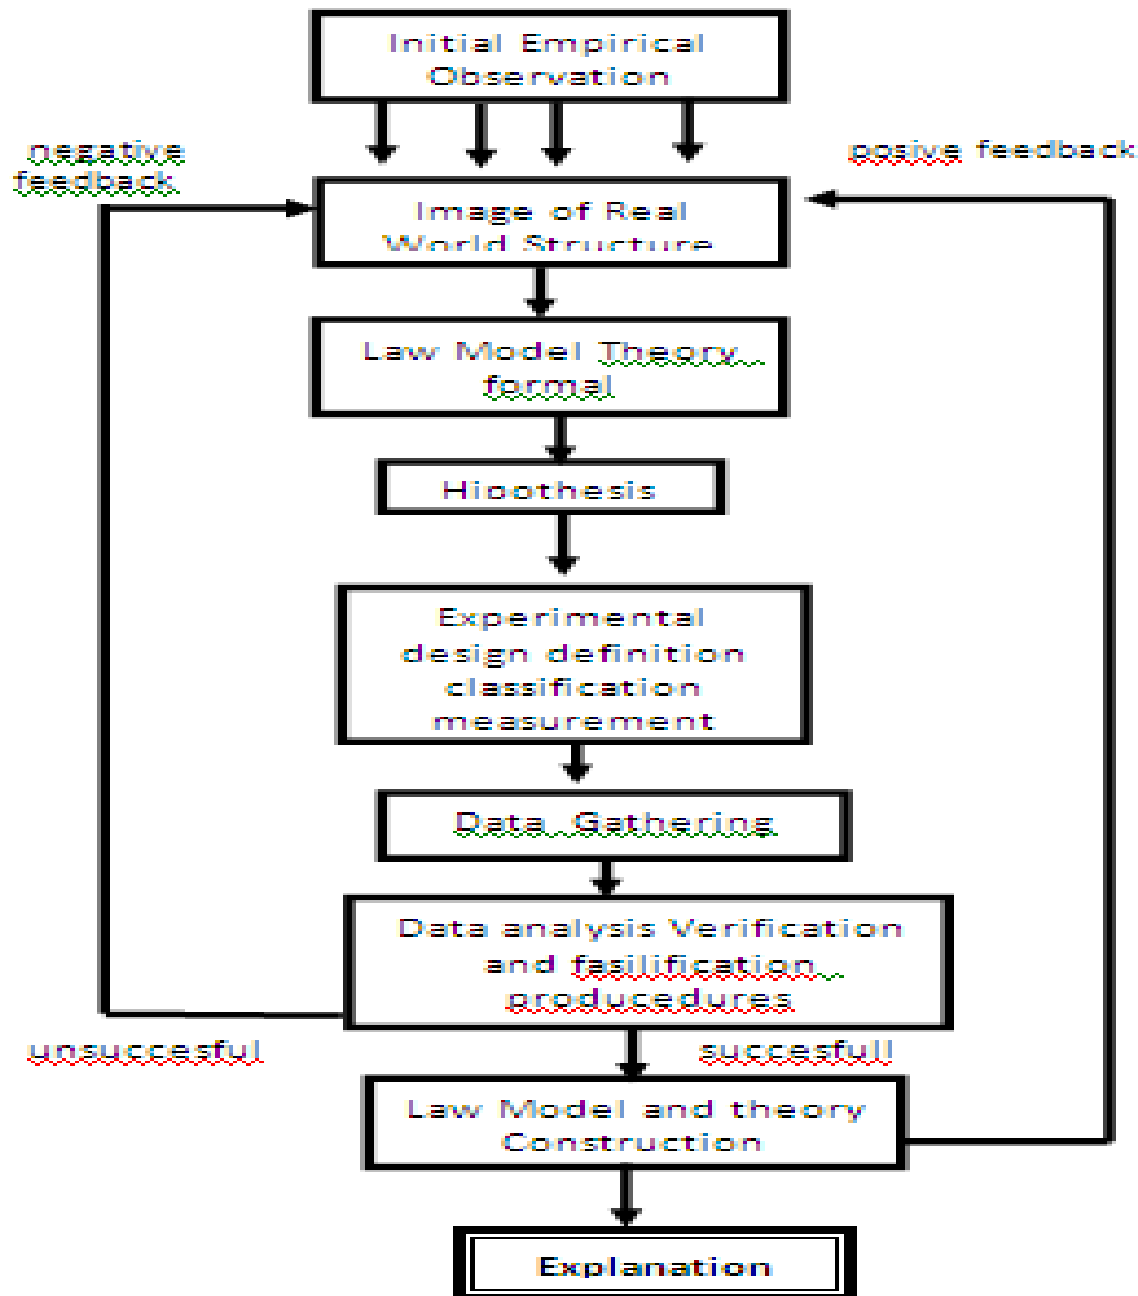 Initial Empirical
Observation
negative
feedback
posive feedback
Image of Real
World Structure
Law Model Theory
formal
Hipothesis
Experimental
design definition
classification
measurement
Data Gathering
Data analysis Verification
and fasilification
producedures
unsuccesful
succesfull
Law Model and theory
Construction
Explanation